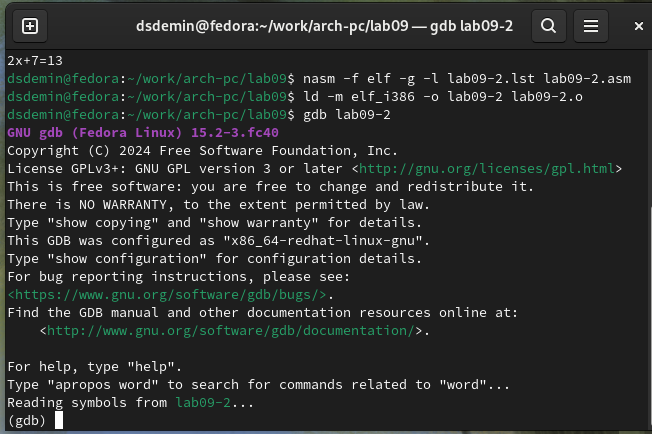 dsdemin@fedora:~/work/arch-pc/lab09 — gdb lab09-2
2x+7=13
dsdemin@fedora:~/work/arch-pc/lab09$ nasm -f elf -g -l lab09-2.lst lab09-2.asm
dsdemin@fedora:~/work/arch-pc/lab09$ ld -m elf_i386 -o lab09-2 lab09-2.o
dsdemin@fedora:~/work/arch-pc/lab09$ gdb lab09-2
GNU gdb (Fedora Linux) 15.2-3.fc40
Copyright (C) 2024 Free Software Foundation, Inc.
License GPLv3+: GNU GPL version 3 or later <http://gnu.org/licenses/gpl.html>
This is free software: you are free to change and redistribute it.
There is NO WARRANTY, to the extent permitted by law.
Type "show copying" and "show warranty" for details.
This GDB was configured as "x86_64-redhat-linux-gnu".
Type "show configuration" for configuration details.
For bug reporting instructions, please see:
<https://www.gnu.org/software/gdb/bugs/>.
Find the GDB manual and other documentation resources online at:
    <http://www.gnu.org/software/gdb/documentation/>.
For help, type "help".
Type "apropos word" to search for commands related to "word"...
Reading symbols from lab09-2...
(gdb)